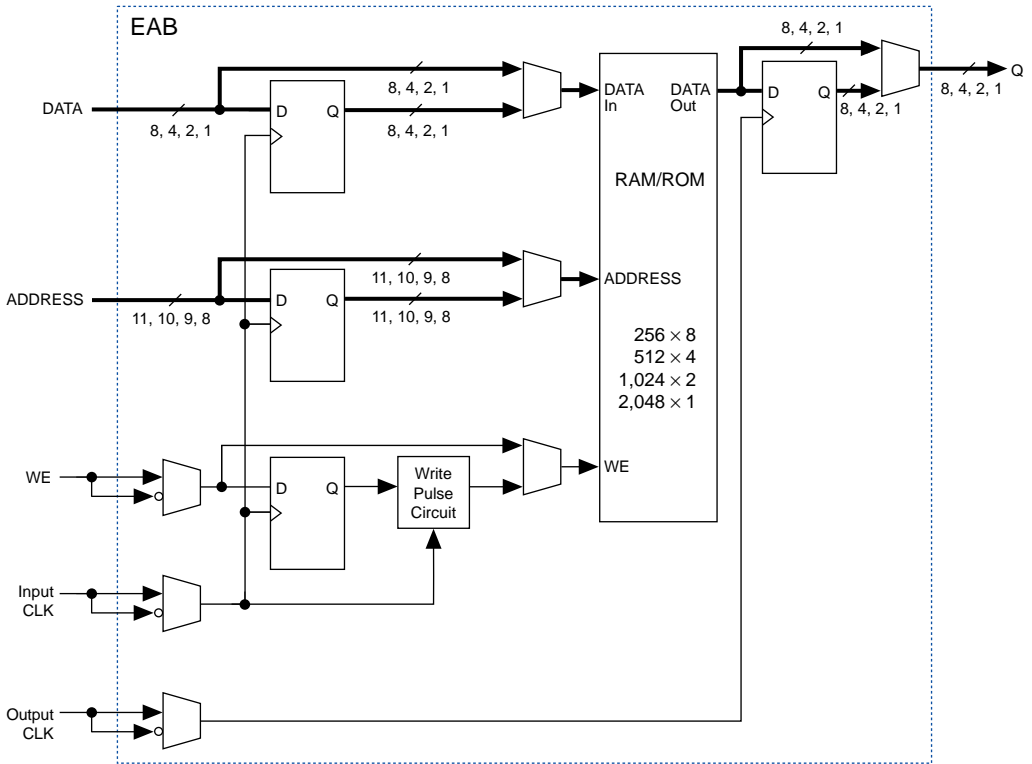 EAB
8, 4, 2, 1
8, 4, 2, 1
DATA
D
Q
8, 4, 2, 1
8, 4, 2, 1
DATA
In
DATA
Out
D
Q
8, 4, 2, 1
8, 4, 2, 1
Q
RAM/ROM
11, 10, 9, 8
ADDRESS
D
Q
11, 10, 9, 8
11, 10, 9, 8
ADDRESS
256 × 8
512 × 4
1,024 × 2
2,048 × 1
WE
D
Q
Write
Pulse
Circuit
WE
Input
CLK
Output
CLK